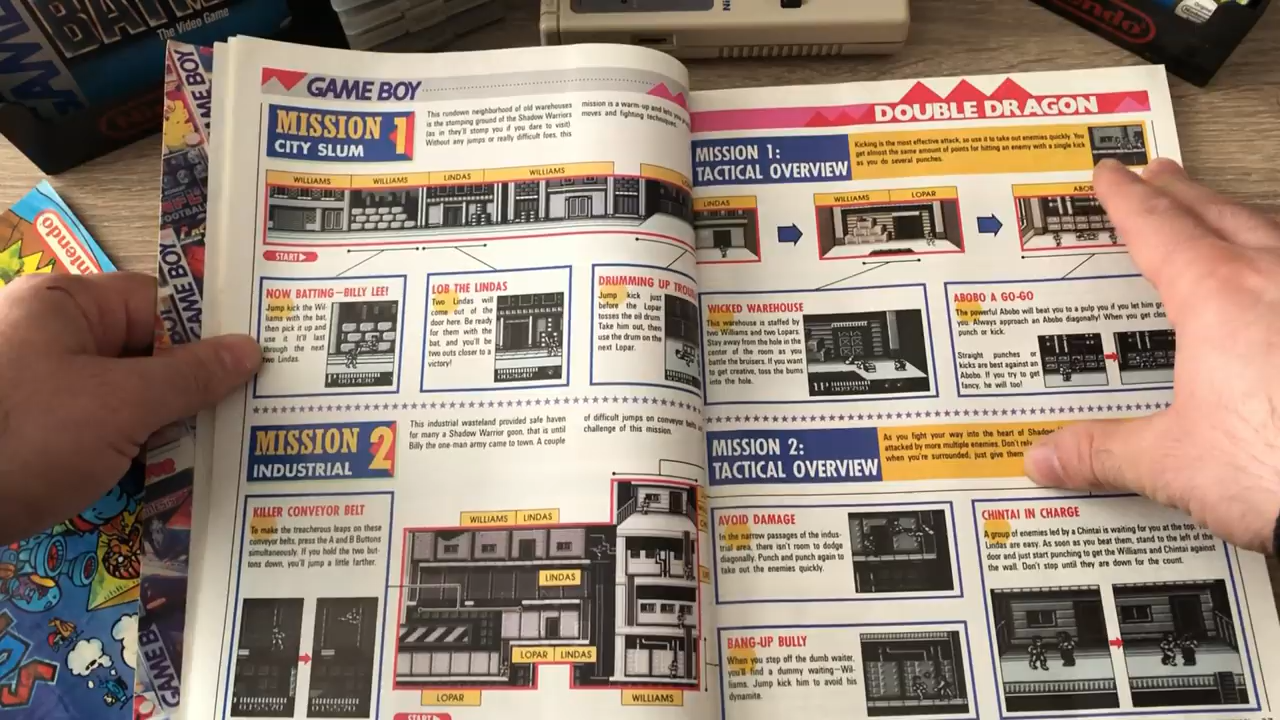 The Video Game
GAME BOY
GAME BOY
GAME BOY
Nintendo
GAME BOY
MISSION 1
CITY SLUM
This rundown neighborhood of old warehouses
is the stomping ground of the Shadow Warriors
(as in they'll stomp you if you dare to visit)
Without any jumps or really difficult foes, this
mission is a warm-up and lets you
moves and fighting techniques.
WILLIAMS
WILLIAMS
LINDAS
WILLIAMS
START
NOW BATTING—BILLY LEE!
Jump kick the Wil-
liams with the bat,
then pick it up and
use it. It'll last
through the next
two Lindas.
LOB THE LINDAS
Two Lindas will
come out of the
door here. Be ready
for them with the
bat, and you'll be
two outs closer to a
victory!
DRUMMING UP
Jump kick just
before the Lopar
tosses the oil drum
Take him out, then
use the drum on the
next Lopar.
MISSION 2
INDUSTRIAL
This industrial wasteland provided safe haven
for many a Shadow Warrior goon, that is until
Billy the one-man army came to town. A couple
of difficult jumps on conveyor belts
challenge of this mission.
KILLER CONVEYOR BELT
To make the treacherous leaps on these
conveyor belts, press the A and B Buttons
simultaneously. If you hold the two but-
tons down, you'll jump a little farther.
WILLIAMS
LINDAS
LINDAS
LOPAR
LINDAS
LOPAR
WILLIAMS
START
DOUBLE DRAGON
MISSION 1:
TACTICAL OVERVIEW
Kicking is the most effective attack, so use it to take out enemies quickly. You
get almost the same amount of points for hitting an enemy with a single kick
as you do several punches.
LINDAS
WILLIAMS
LOPAR
ABOB
WICKED WAREHOUSE
This warehouse is staffed by
two Williams and two Lopars.
Stay away from the hole in the
center of the room as you
battle the bruisers. If you want
to get creative, toss the bums
into the hole.
ABOBO A GO-GO
The powerful Abobo will beat you to a pulp if you let him
you. Always approach an Abobo diagonally! When you get
punch or kick.
Straight punches or
kicks are best against an
Abobo. If you try to get
fancy, he will too!
MISSION 2:
TACTICAL OVERVIEW
As you fight your way into the heart of Shadow
attacked by more multiple enemies. Don't
when you're surrounded, just give them
AVOID DAMAGE
In the narrow passages of the indus-
trial area, there isn't room to dodge
diagonally. Punch and punch again to
take out the enemies quickly.
BANG-UP BULLY
When you step off the dumb waiter,
you'll find a dummy waiting—Wil-
liams. Jump kick him to avoid his
dynamite.
CHINTAI IN CHARGE
A group of enemies led by a Chintai is waiting for you at the top.
Lindas are easy. As soon as you beat them, stand to the left of the
door and just start punching to get the Williams and Chintai against
the wall. Don't stop until they are down for the count.